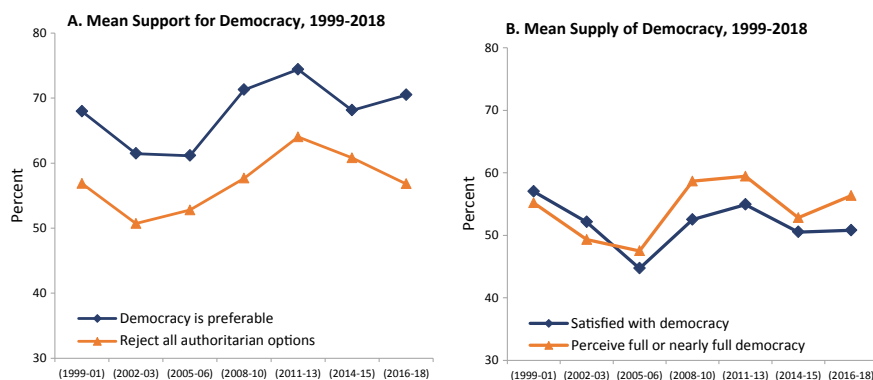 A. Mean Support for Democracy, 1999-2018
80
70
60
50
40
30
Percent
Democracy is preferable
Reject all authoritarian options
(1999-01) (2002-03) (2005-06) (2008-10) (2011-13) (2014-15) (2016-18)
B. Mean Supply of Democracy, 1999-2018
80
70
60
50
40
30
Percent
Satisfied with democracy
Perceive full or nearly full democracy
(1999-01) (2002-03) (2005-06) (2008-10) (2011-13) (2014-15) (2016-18)